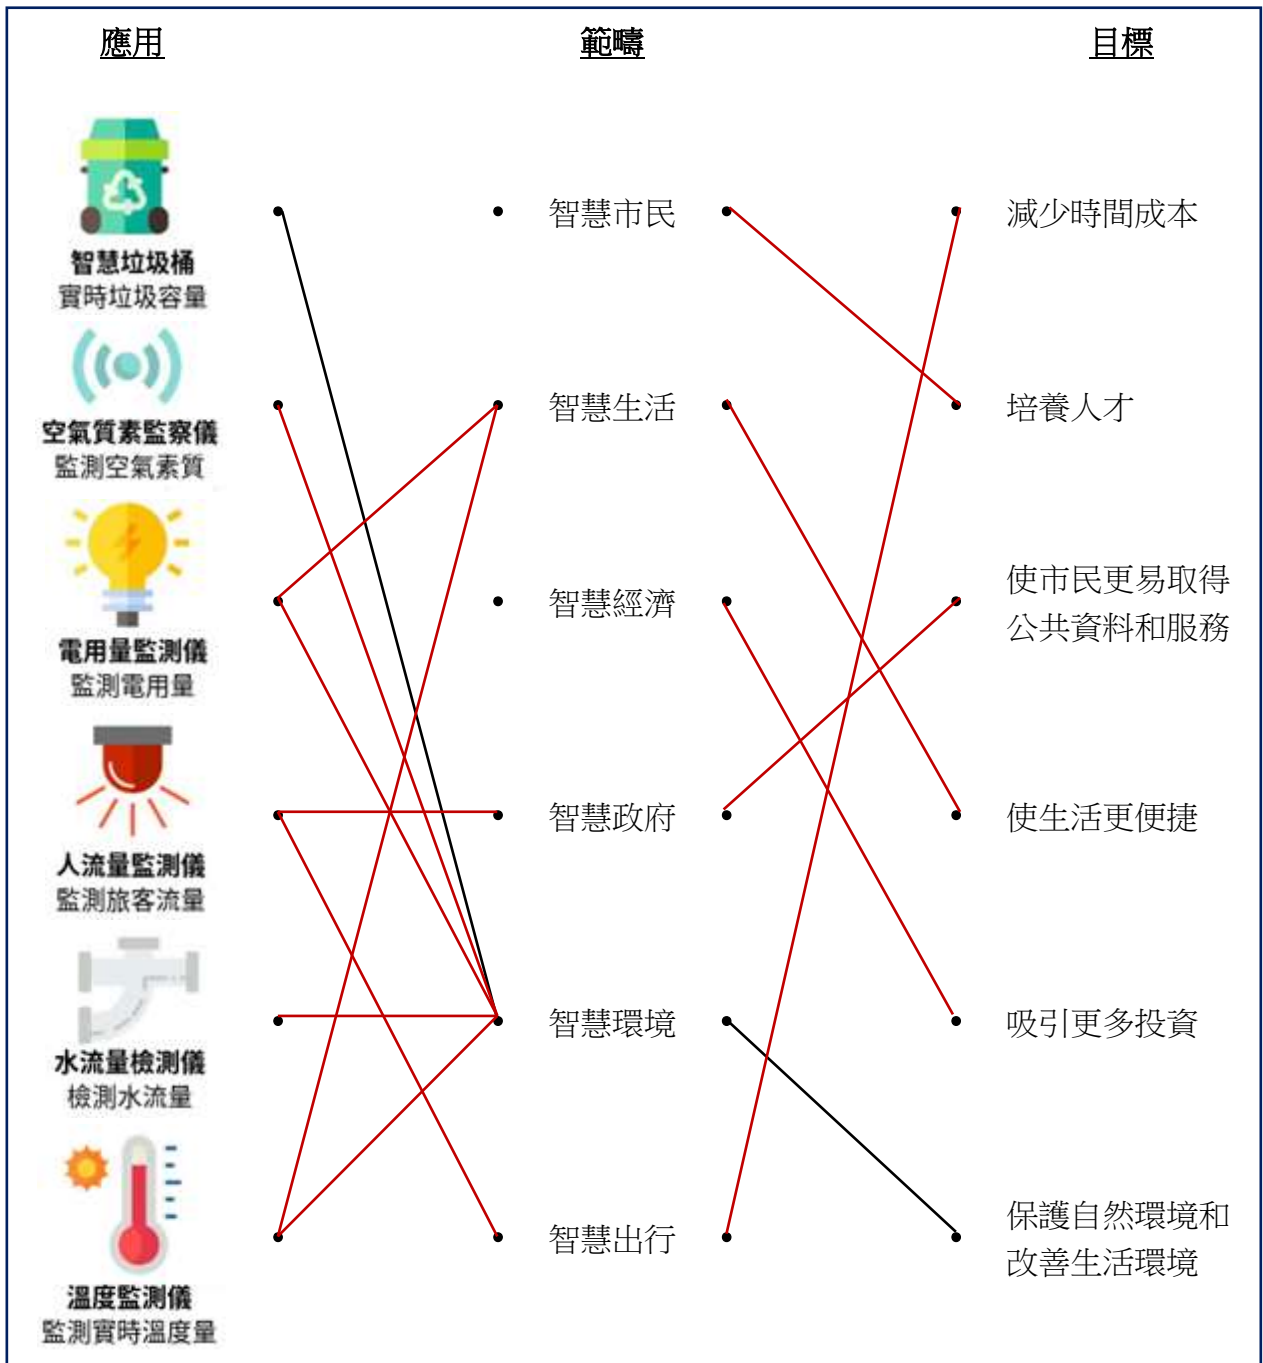 應用
範疇
目標
智慧垃圾桶
實時垃圾容量
智慧市民
減少時間成本
空氣質素監察儀
監測空氣素質
智慧生活
培養人才
電用量監測儀
監測電用量
智慧經濟
使市民更易取得
公共資料和服務
人流量監測儀
監測旅客流量
智慧政府
使生活更便捷
水流量檢測儀
檢測水流量
智慧環境
吸引更多投資
溫度監測儀
監測實時溫度量
智慧出行
保護自然環境和
改善生活環境